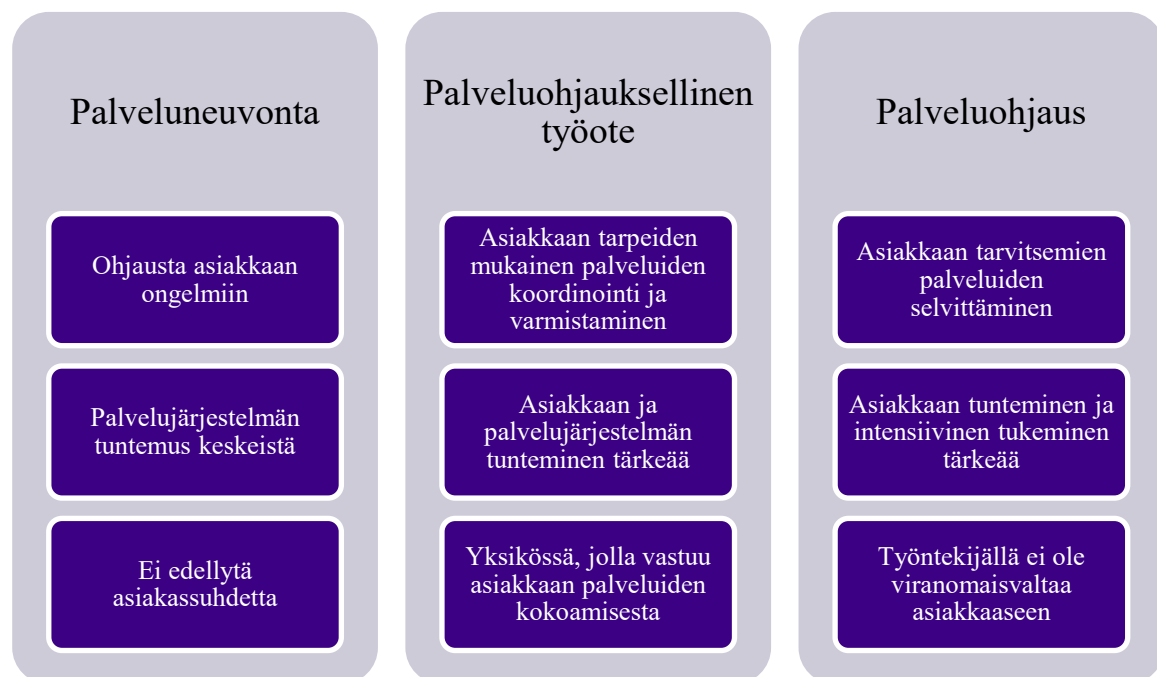 Palveluneuvonta
Ohjausta asiakkaan
ongelmiin
Palvelujärjestelmän
tuntemus keskeistä
Ei edellytä
asiakassuhdetta
Palveluohjauksellinen
työote
Asiakkaan tarpeiden
mukainen palveluiden
koordinointi ja
varmistaminen
Asiakkaan ja
palvelujärjestelmän
tunteminen tärkeää
Yksikössä, jolla vastuu
asiakkaan palveluiden
kokoamisesta
Palveluohjaus
Asiakkaan tarvitsemien
palveluiden
selvittäminen
Asiakkaan tunteminen ja
intensiivinen tukeminen
tärkeää
Työntekijällä ei ole
viranomaisvaltaa
asiakkaaseen